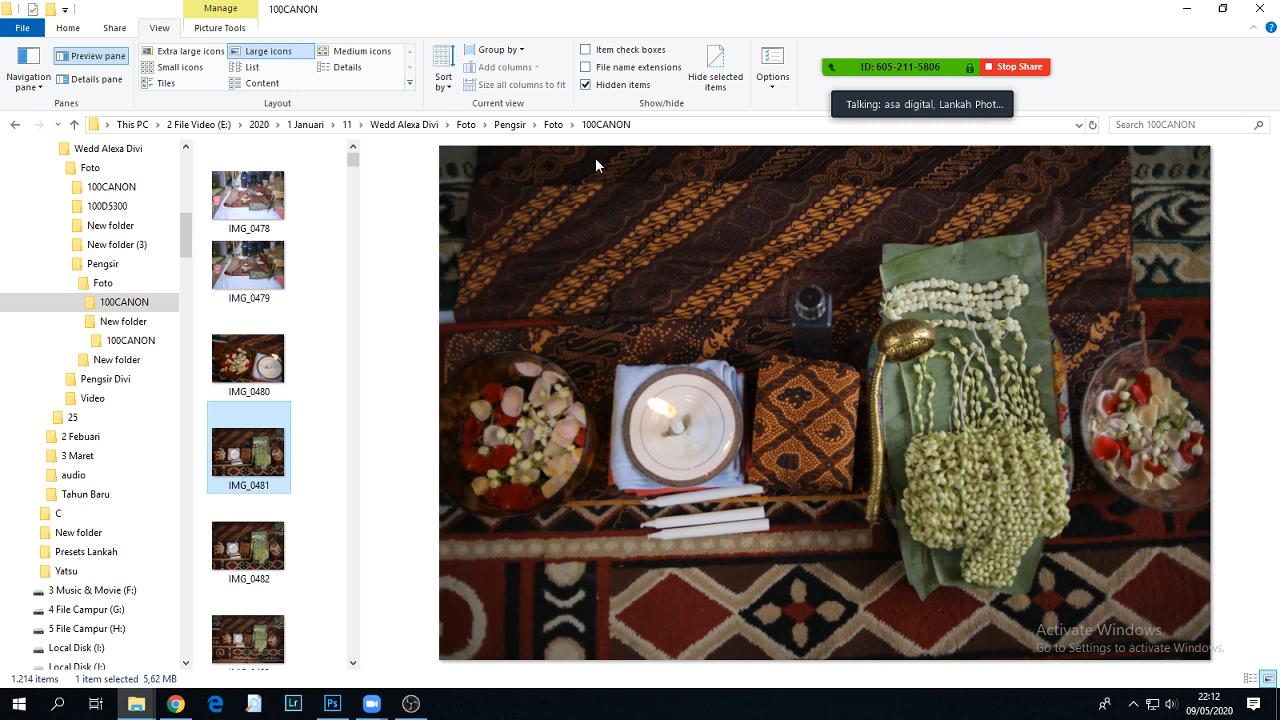 Manage
100CANON
File
Home
Share
View
Picture Tools
Navigation pane
Preview pane
Details pane
Panes
Extra large icons
Large icons
Medium icons
Small icons
List
Details
Tiles
Content
Layout
Sort by
Group by
Add columns
Size all columns to fit
Current view
Item check boxes
File name extensions
Hidden items
Hide selected items
Show/hide
Options
ID: 605-211-5806
Stop Share
Talking: asa digital, Lankah Phot...
This PC
2 File Video (E:)
2020
1 Januari
11
Wedd Alexa Divi
Foto
Pengsir
Foto
100CANON
Search 100CANON
Wedd Alexa Divi
Foto
100CANON
100D5300
New folder
New folder (3)
Pengsir
Foto
100CANON
New folder
100CANON
New folder
Pengsir Divi
Video
25
2 Febuari
3 Maret
audio
Tahun Baru
C
New folder
Presets Lankah
Yatsu
3 Music & Movie (F:)
4 File Campur (G:)
5 File Campur (H:)
Local Disk (I:)
IMG_0478
IMG_0479
IMG_0480
IMG_0481
IMG_0482
Activate Windows
Go to Settings to activate Windows.
1.214 items
1 item selected 5,62 MB
Lr
Ps
22:12
09/05/2020